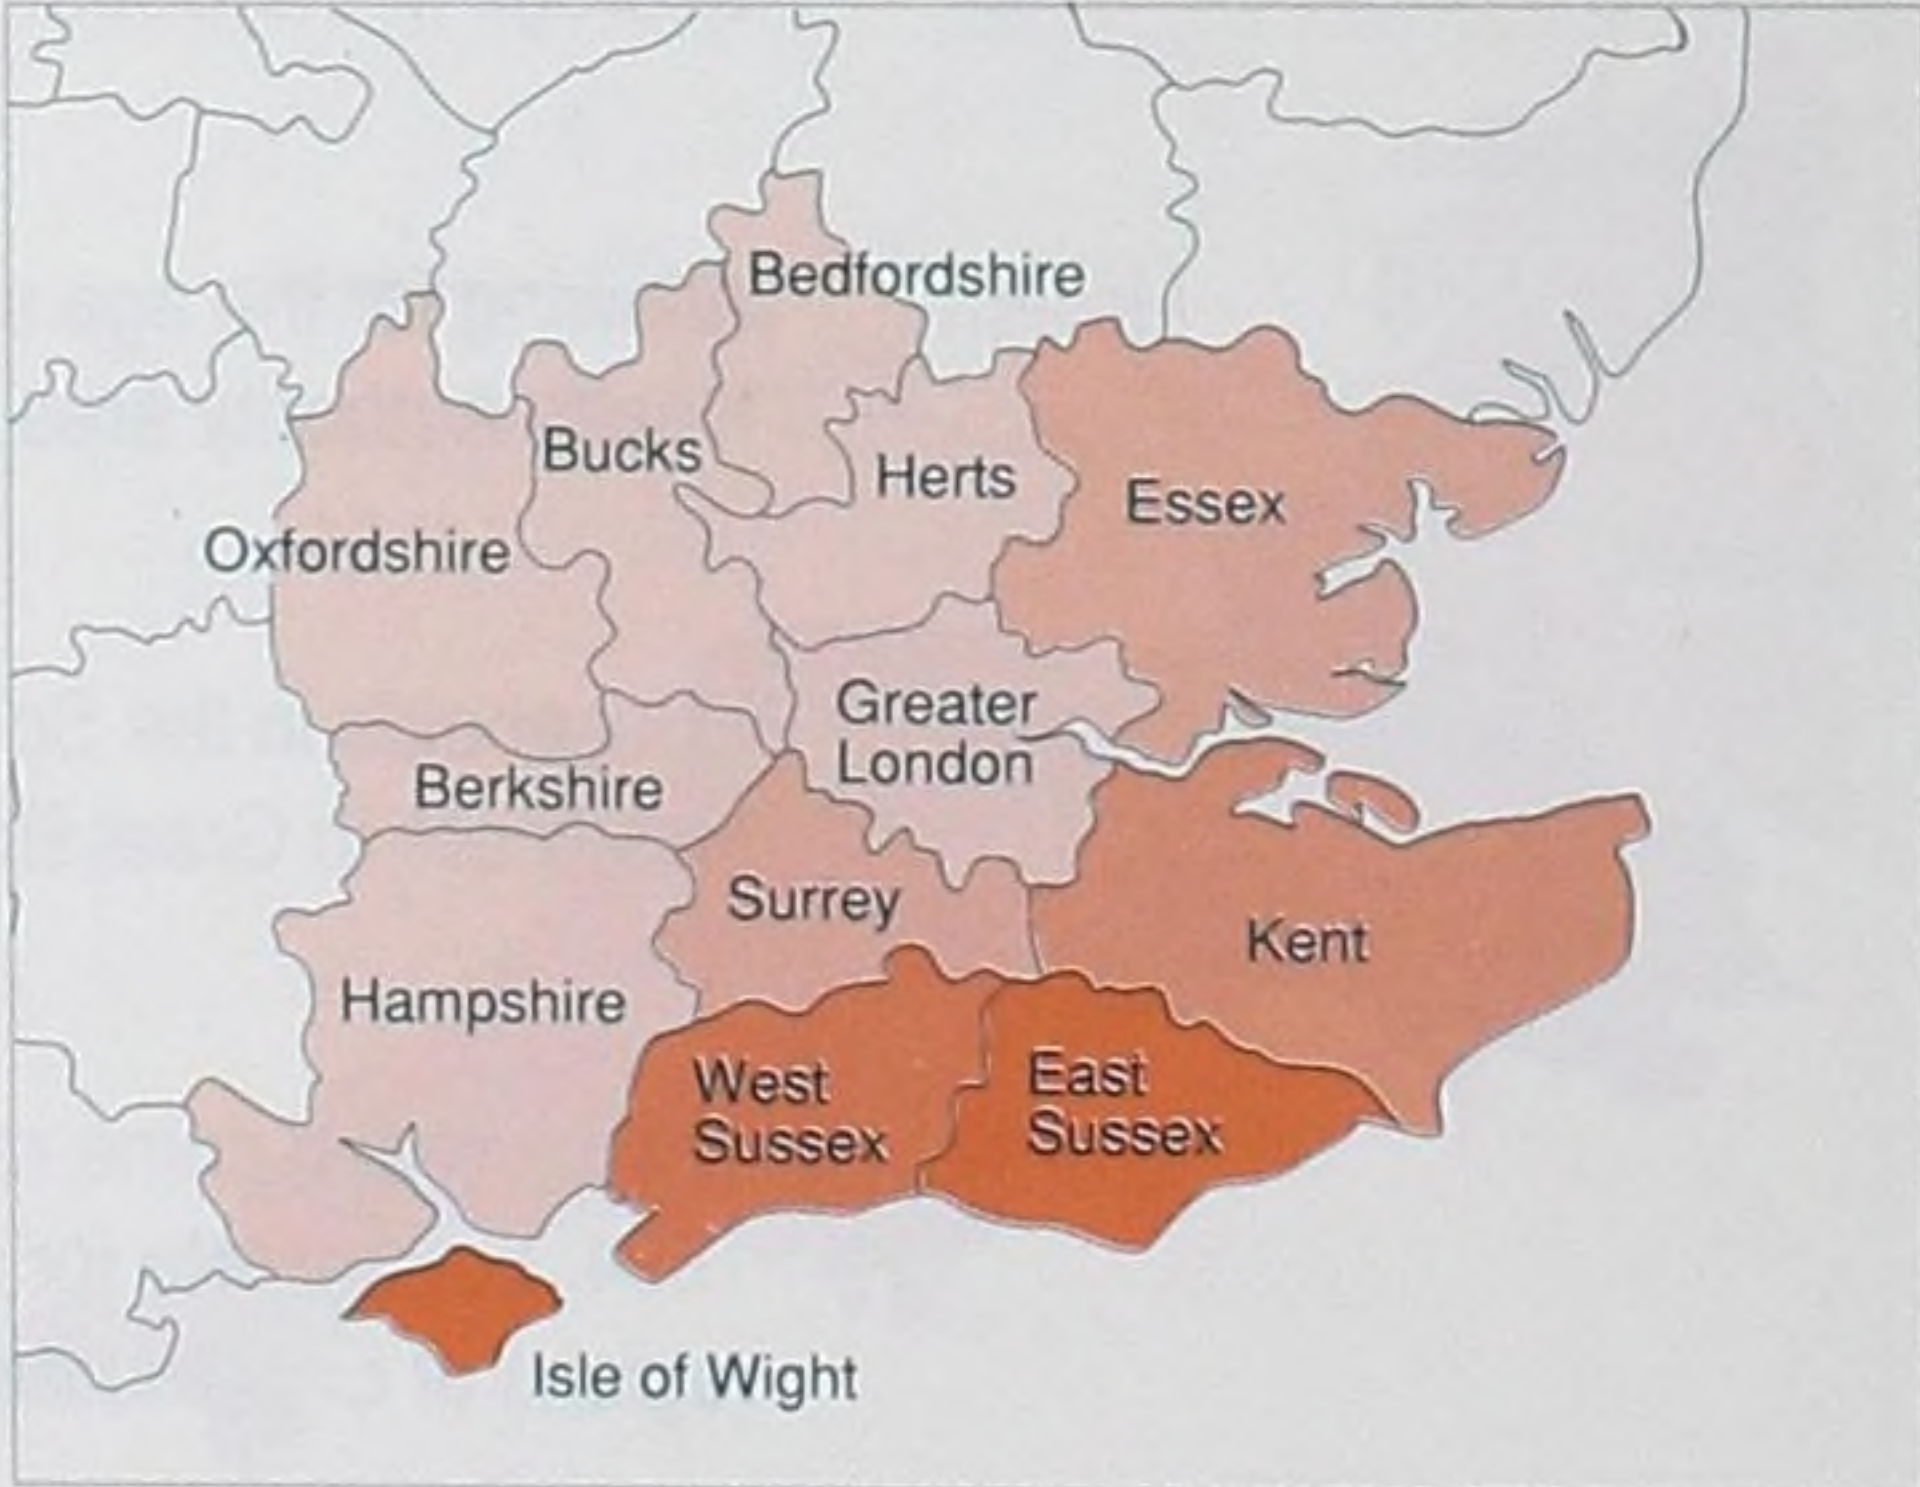 Bedfordshire
Bucks
Herts
Essex
Oxfordshire
Greater
London
Berkshire
Surrey
Kent
Hampshire
West
Sussex
East
Sussex
Isle of Wight